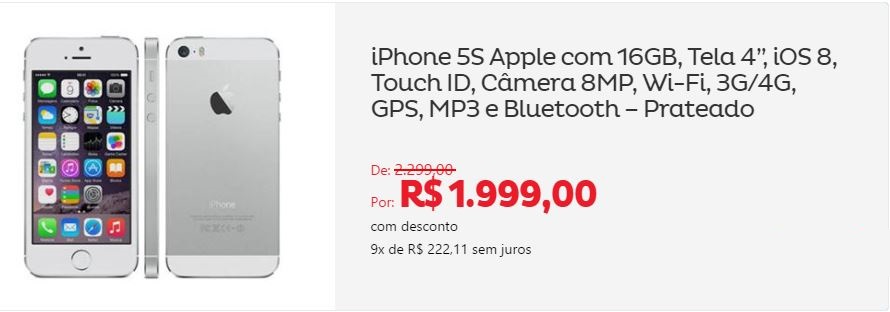 iPhone 5S Apple com 16GB, Tela 4”, iOS 8,
Touch ID, Câmera 8MP, Wi-Fi, 3G/4G,
GPS, MP3 e Bluetooth – Prateado
De: 2.299,00
Por: R$ 1.999,00
com desconto
9x de R$ 222,11 sem juros
iPhone